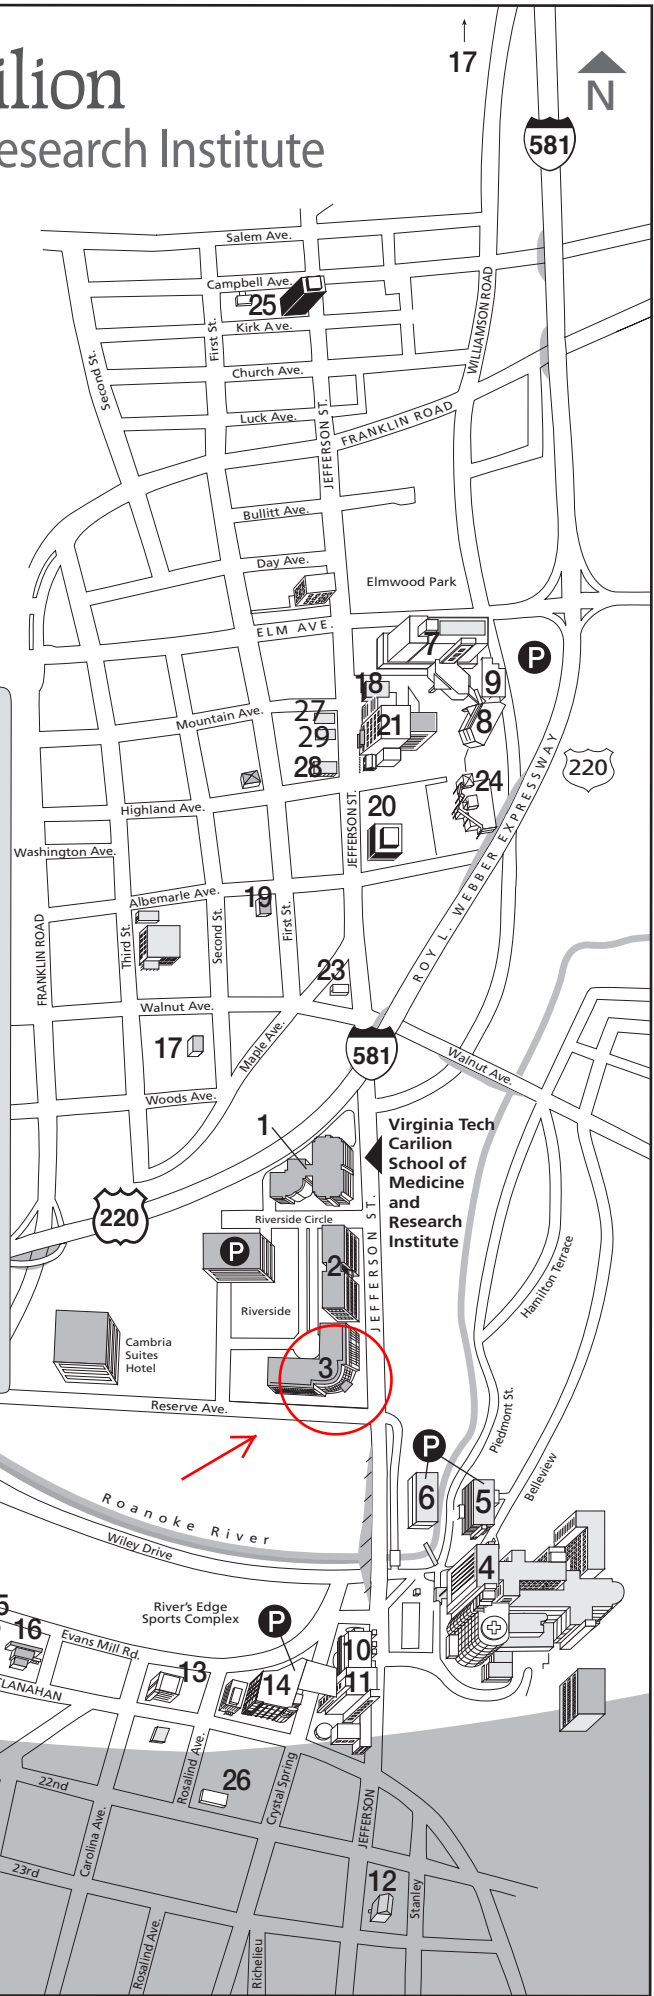 17
N
ilion
581
esearch Institute
Salem Ave.
Campbell Ave.
25
Kirk Ave.
First St.
Second St.
WILLIAMSON ROAD
Church Ave.
Luck Ave.
JEFFERSON ST.
FRANKLIN ROAD
Bullitt Ave.
Day Ave.
Elmwood Park
ELM AVE.
7
P
18
9
27
Mountain Ave.
21
8
29
28
220
24
20
Highland Ave.
JEFFERSON ST.
Washington Ave.
ROY L. WEBBER EXPRESSWAY
Albemarle Ave.
19
FRANKLIN ROAD
Third St.
Second St.
First St.
23
Walnut Ave.
17
Maple Ave.
581
Walnut Ave.
Woods Ave.
1
Virginia Tech
Carilion
School of
Medicine
and
Research
Institute
220
Riverside Circle
JEFFERSON ST.
P
2
Hamilton Terrace
Riverside
Cambria
Suites
Hotel
3
Reserve Ave.
Piedmont St.
P
Belleview
6
5
Roanoke River
Wiley Drive
4
River's Edge
Sports Complex
P
5
16
Evans Mill Rd.
10
13
14
11
LANAHAN
22nd
Rosalind Ave.
26
Crystal Spring
JEFFERSON
Carolina Ave.
23rd
12
Stanley
Rosalind Ave.
Richelieu